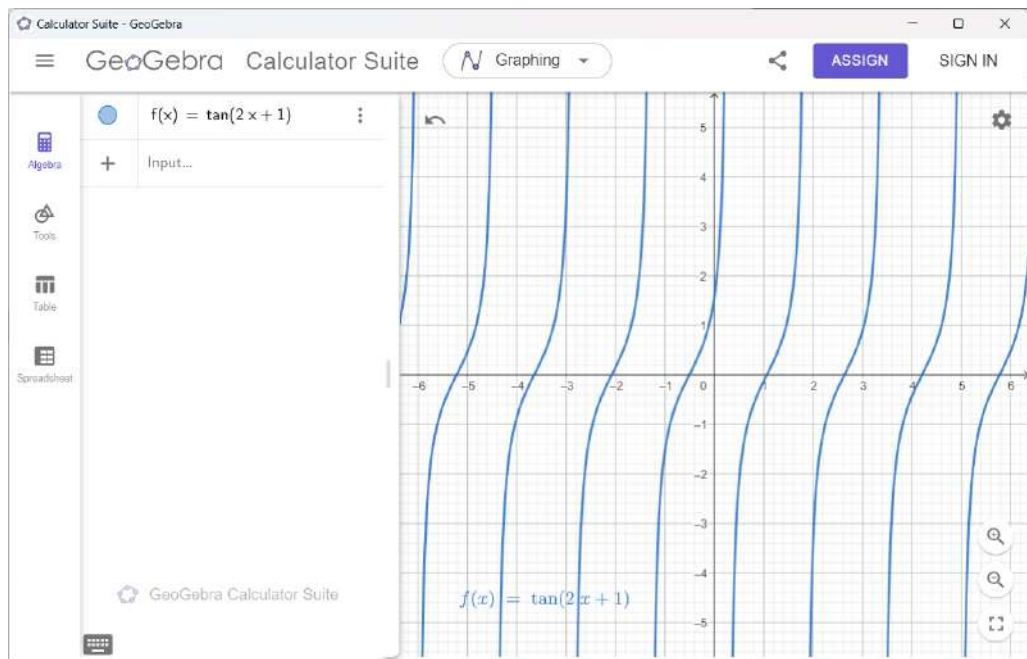 Calculator Suite - GeoGebra
GeoGebra Calculator Suite
Graphing
ASSIGN
SIGN IN
f(x) = tan(2 x + 1)
Input...
Algebra
Tools
Table
Spreadsheet
GeoGebra Calculator Suite
5
4
3
2
1
-6 -5 -4 -3 -2 -1 0 1 2 3 4 5 6
-1
-2
-3
-4
-5
f(x) = tan(2 x + 1)